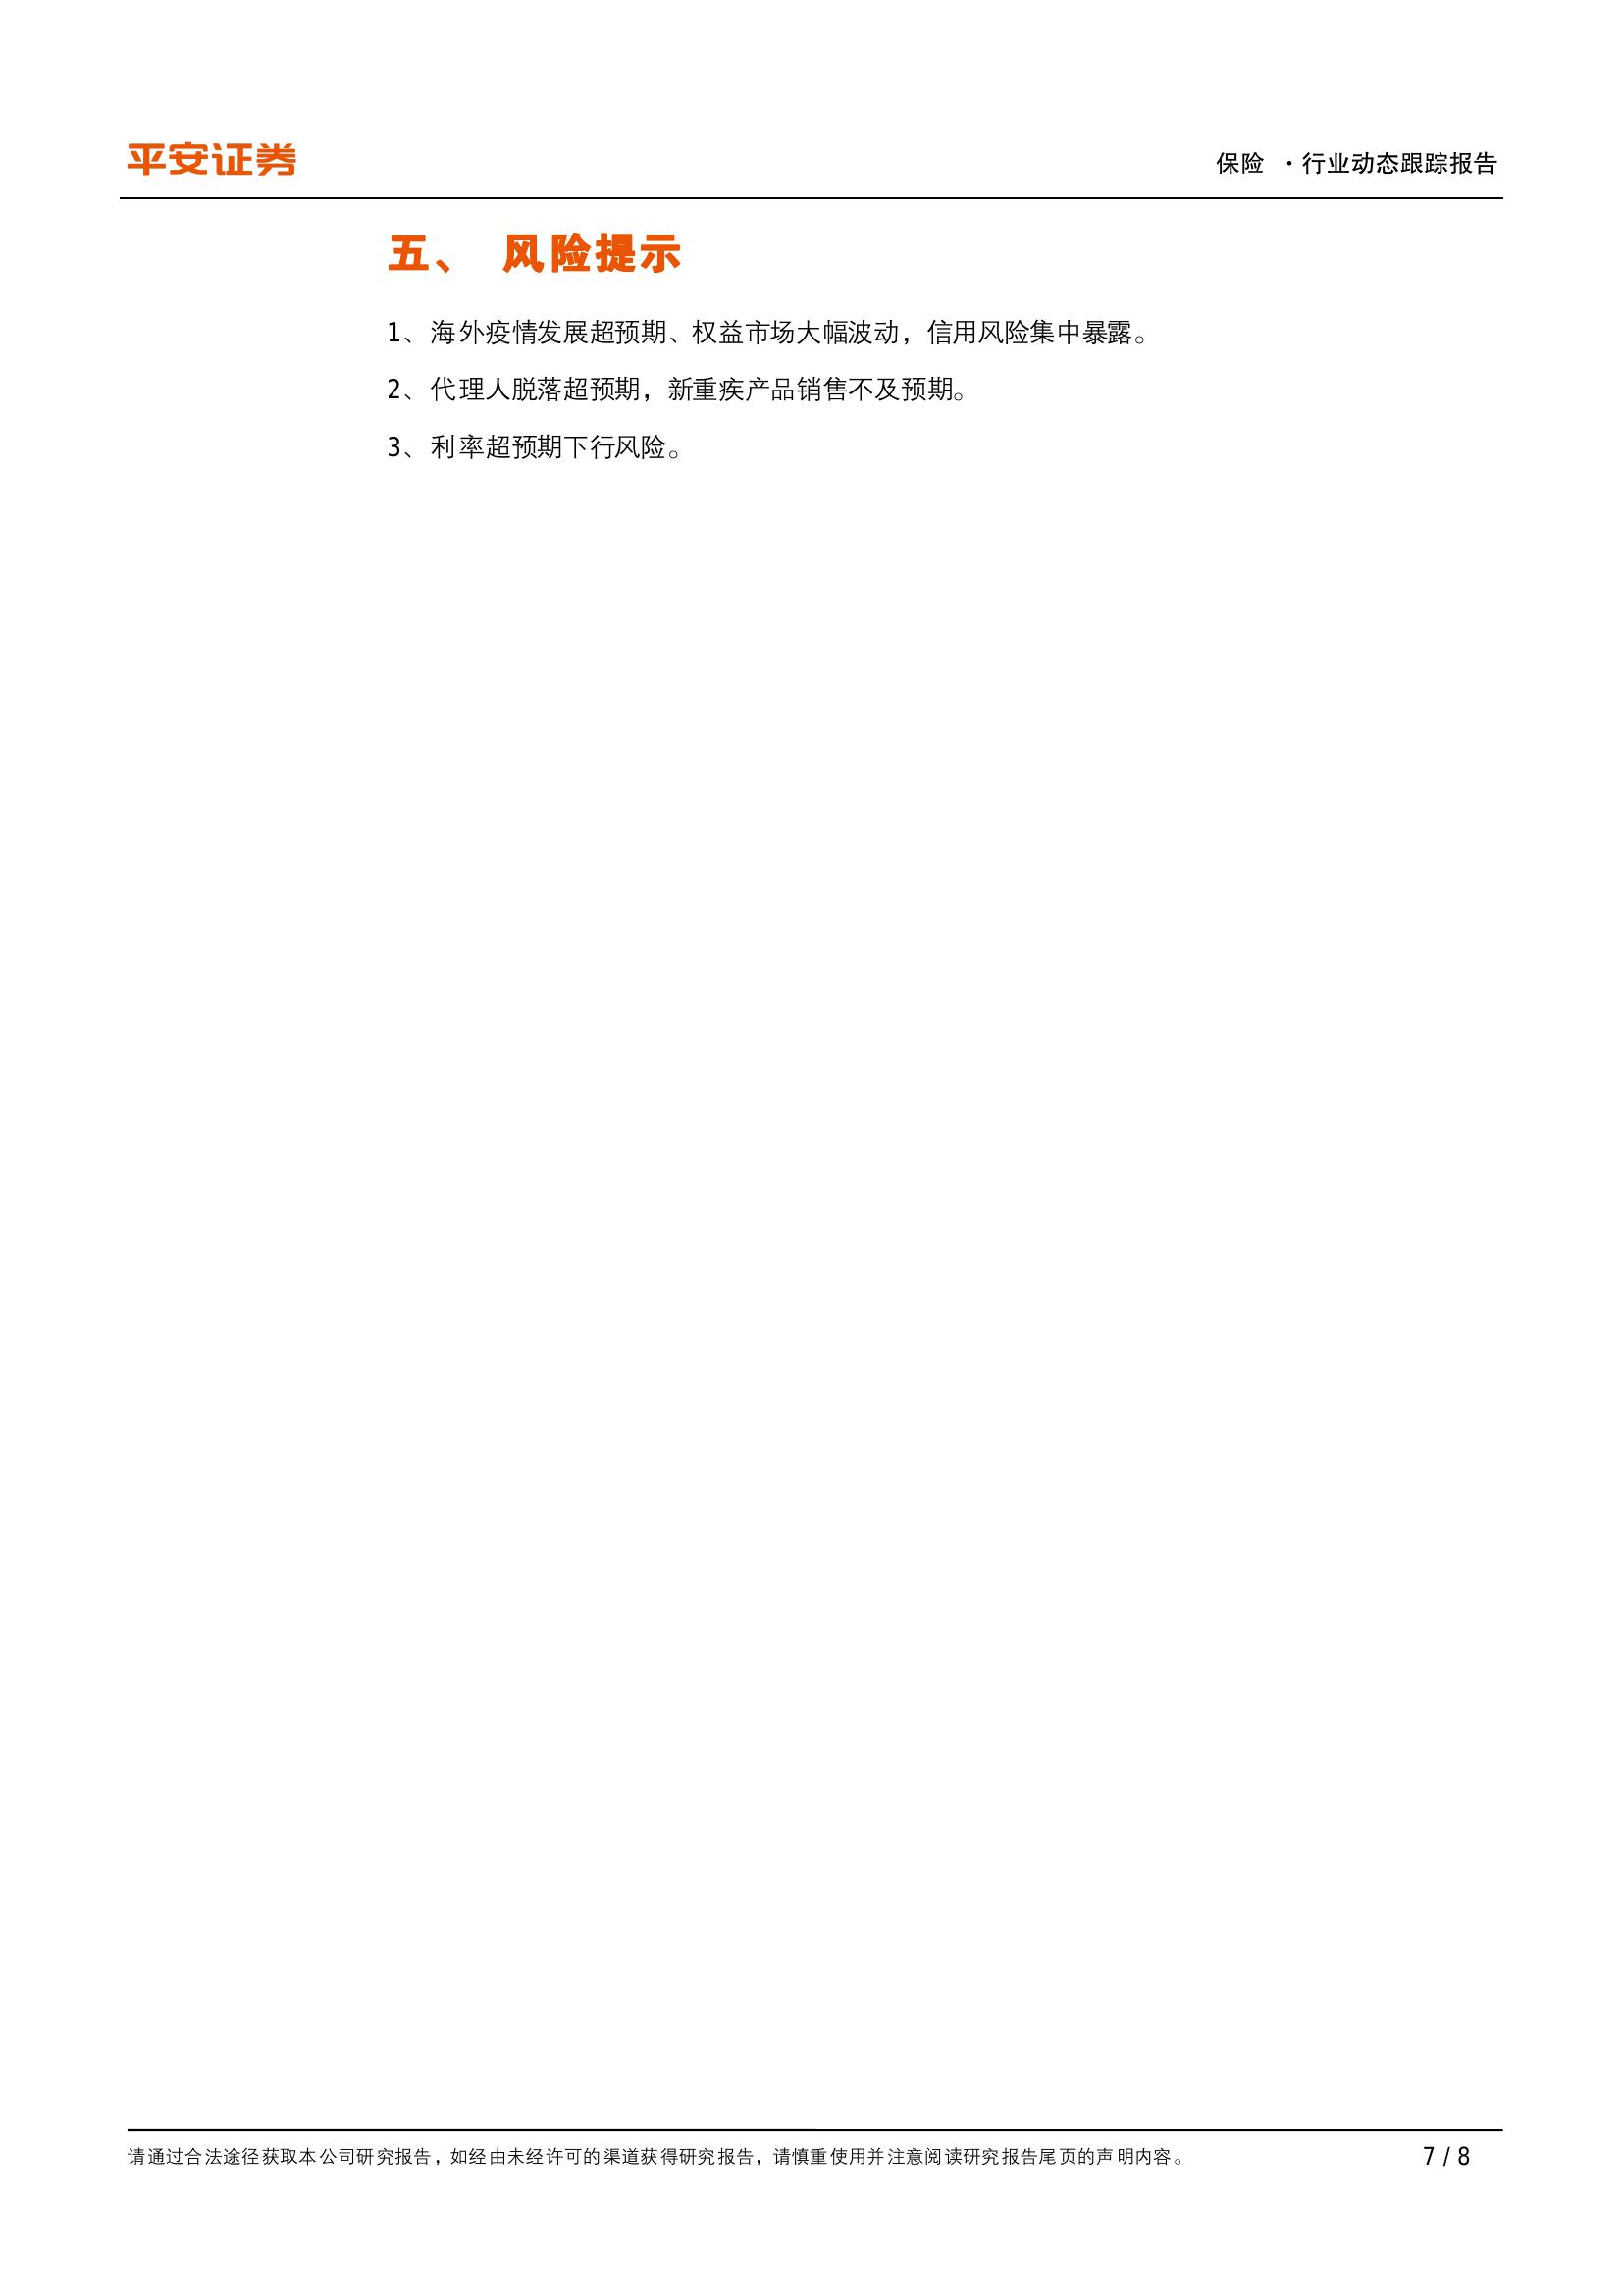 平安证券
保险 ·行业动态跟踪报告
五、 风险提示
1、海外疫情发展超预期、权益市场大幅波动，信用风险集中暴露。
2、代理人脱落超预期，新重疾产品销售不及预期。
3、利率超预期下行风险。
请通过合法途径获取本公司研究报告，如经由未经许可的渠道获得研究报告，请慎重使用并注意阅读研究报告尾页的声明内容。
7 / 8